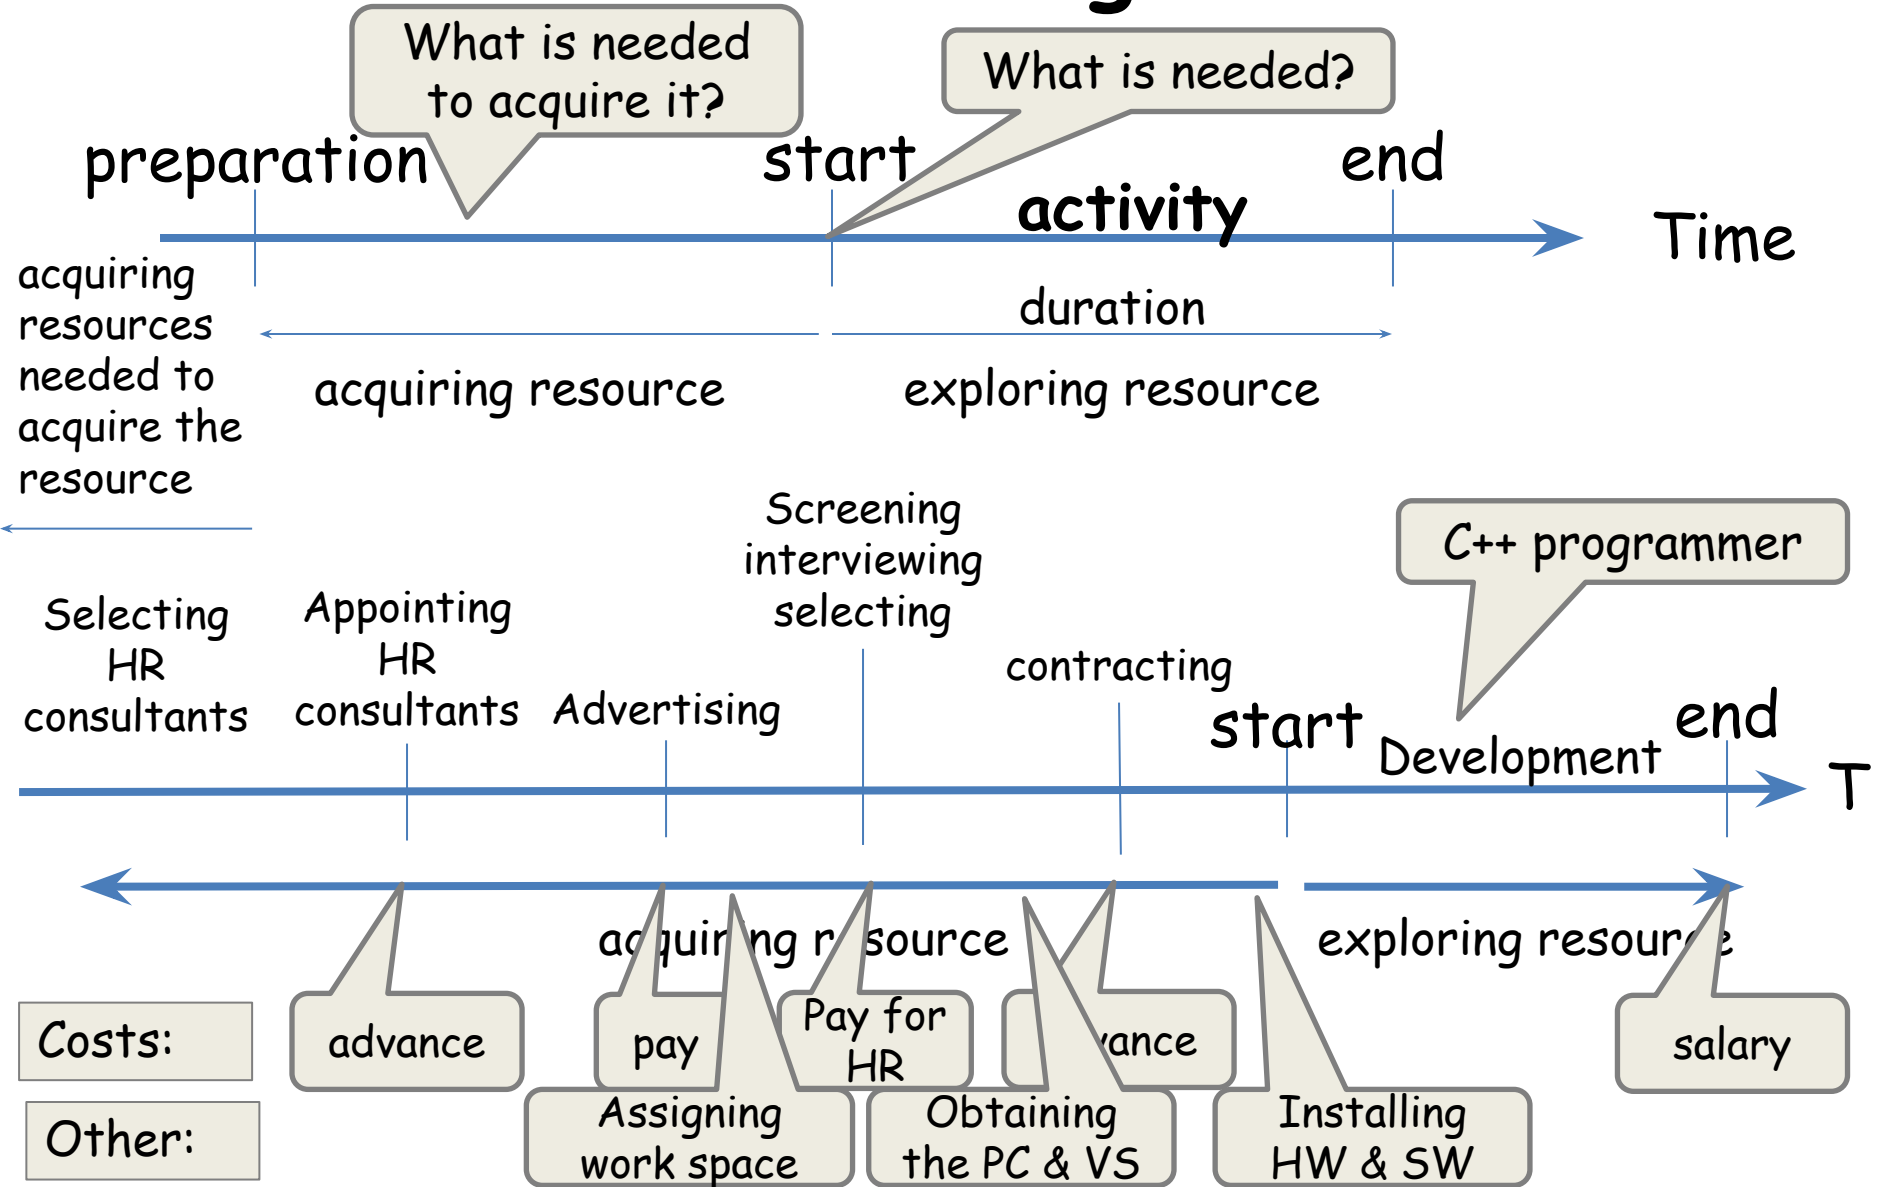 What is needed
to acquire it?
What is needed?
preparation
start
end
activity
Time
acquiring
resources
needed to
acquire the
resource
duration
acquiring resource
exploring resource
Screening
interviewing
selecting
C++ programmer
Selecting
HR
consultants
Appointing
HR
consultants
Advertising
contracting
start
Development
end
T
acquiring resource
exploring resource
Costs:
advance
pay
Pay for
HR
salary
Other:
Assigning
work space
Obtaining
the PC & VS
Installing
HW & SW